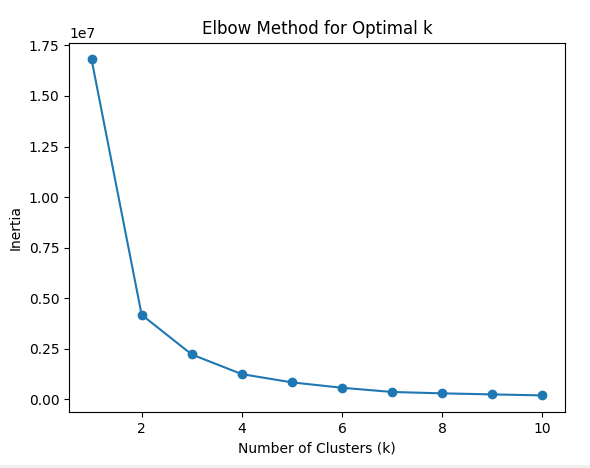 Elbow Method for Optimal k
1e7
1.75
1.50
1.25
1.00
0.75
0.50
0.25
0.00
Inertia
2 4 6 8 10
Number of Clusters (k)